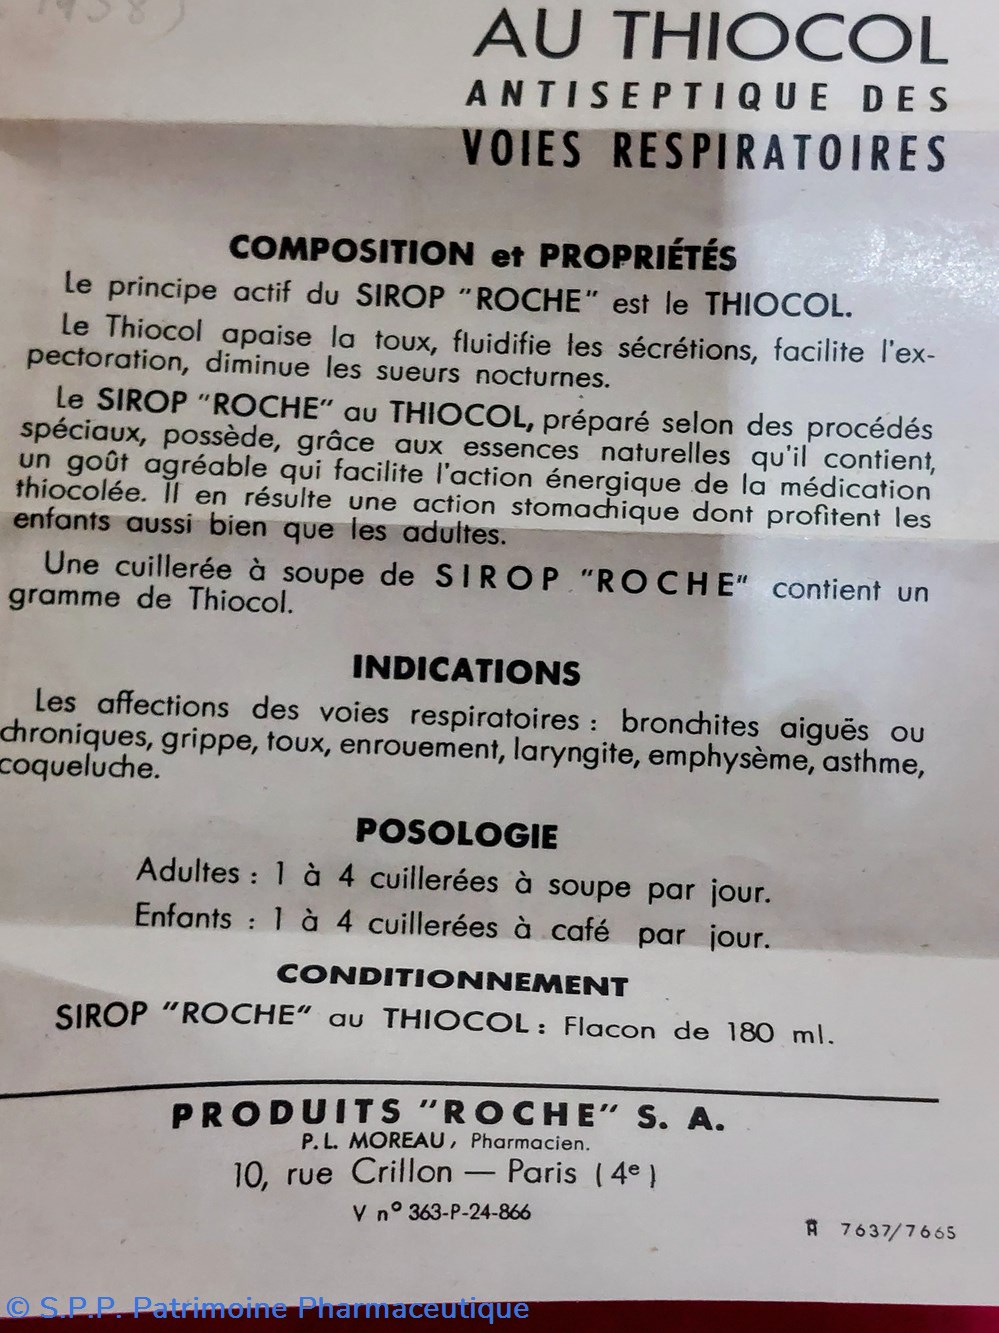 1958)
AU THIOCOL
ANTISEPTIQUE DES
VOIES RESPIRATOIRES
COMPOSITION et PROPRIÉTÉS
Le principe actif du SIROP "ROCHE" est le THIOCOL.
Le Thiocol apaise la toux, fluidifie les sécrétions, facilite l'ex-
pectoration, diminue les sueurs nocturnes.
Le SIROP "ROCHE" au THIOCOL, préparé selon des procédés
spéciaux, possède, grâce aux essences naturelles qu'il contient,
un goût agréable qui facilite l'action énergique de la médication
thiocolée. Il en résulte une action stomachique dont profitent les
enfants aussi bien que les adultes.
Une cuillerée à soupe de SIROP "ROCHE" contient un
gramme de Thiocol.
INDICATIONS
Les affections des voies respiratoires : bronchites aiguës ou
chroniques, grippe, toux, enrouement, laryngite, emphysème, asthme,
coqueluche.
POSOLOGIE
Adultes : 1 à 4 cuillerées à soupe par jour.
Enfants : 1 à 4 cuillerées à café par jour.
CONDITIONNEMENT
SIROP "ROCHE" au THIOCOL : Flacon de 180 ml.
PRODUITS "ROCHE" S. A.
P. L. MOREAU, Pharmacien.
10, rue Crillon — Paris (4e)
V nº 363-P-24-866
7637/7665
© S.P.P. Patrimoine Pharmaceutique